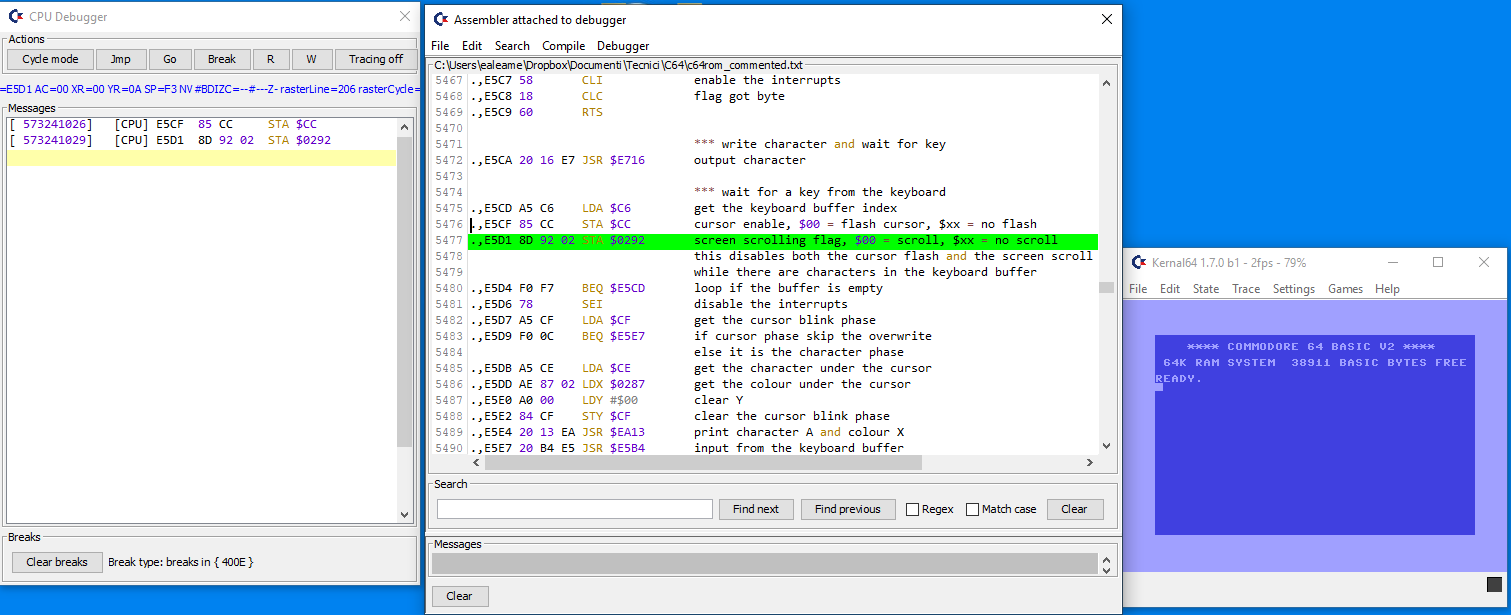 CPU Debugger
Actions
Cycle mode Jmp Go Break R W Tracing off
=E5D1 AC=00 XR=00 YR=0A SP=F3 NV #BDIZC=--#---Z- rasterLine=206 rasterCycle=
Messages
[ 573241026] [CPU] E5CF 85 CC STA $CC
[ 573241029] [CPU] E5D1 8D 92 02 STA $0292
Breaks
Clear breaks Break type: breaks in { 400E }
Assembler attached to debugger
File Edit Search Compile Debugger
C:\Users\ealeame\Dropbox\Documenti\Tecnici\C64\c64rom_commented.txt
5467 .,E5C7 58 CLI enable the interrupts
5468 .,E5C8 18 CLC flag got byte
5469 .,E5C9 60 RTS
5470
5471 *** write character and wait for key
5472 .,E5CA 20 16 E7 JSR $E716 output character
5473
5474 *** wait for a key from the keyboard
5475 .,E5CD A5 C6 LDA $C6 get the keyboard buffer index
5476 .,E5CF 85 CC STA $CC cursor enable, $00 = flash cursor, $xx = no flash
5477 .,E5D1 8D 92 02 STA $0292 screen scrolling flag, $00 = scroll, $xx = no scroll
5478 this disables both the cursor flash and the screen scroll
5479 while there are characters in the keyboard buffer
5480 .,E5D4 F0 F7 BEQ $E5CD loop if the buffer is empty
5481 .,E5D6 78 SEI disable the interrupts
5482 .,E5D7 A5 CF LDA $CF get the cursor blink phase
5483 .,E5D9 F0 0C BEQ $E5E7 if cursor phase skip the overwrite
5484 else it is the character phase
5485 .,E5DB A5 CE LDA $CE get the character under the cursor
5486 .,E5DD AE 87 02 LDX $0287 get the colour under the cursor
5487 .,E5E0 A0 00 LDY #$00 clear Y
5488 .,E5E2 84 CF STY $CF clear the cursor blink phase
5489 .,E5E4 20 13 EA JSR $EA13 print character A and colour X
5490 .,E5E7 20 B4 E5 JSR $E5B4 input from the keyboard buffer
Search
Find next Find previous Regex Match case Clear
Messages
Clear
Kernal64 1.7.0 b1 - 2fps - 79%
File Edit State Trace Settings Games Help
**** COMMODORE 64 BASIC V2 ****
64K RAM SYSTEM 38911 BASIC BYTES FREE
READY.